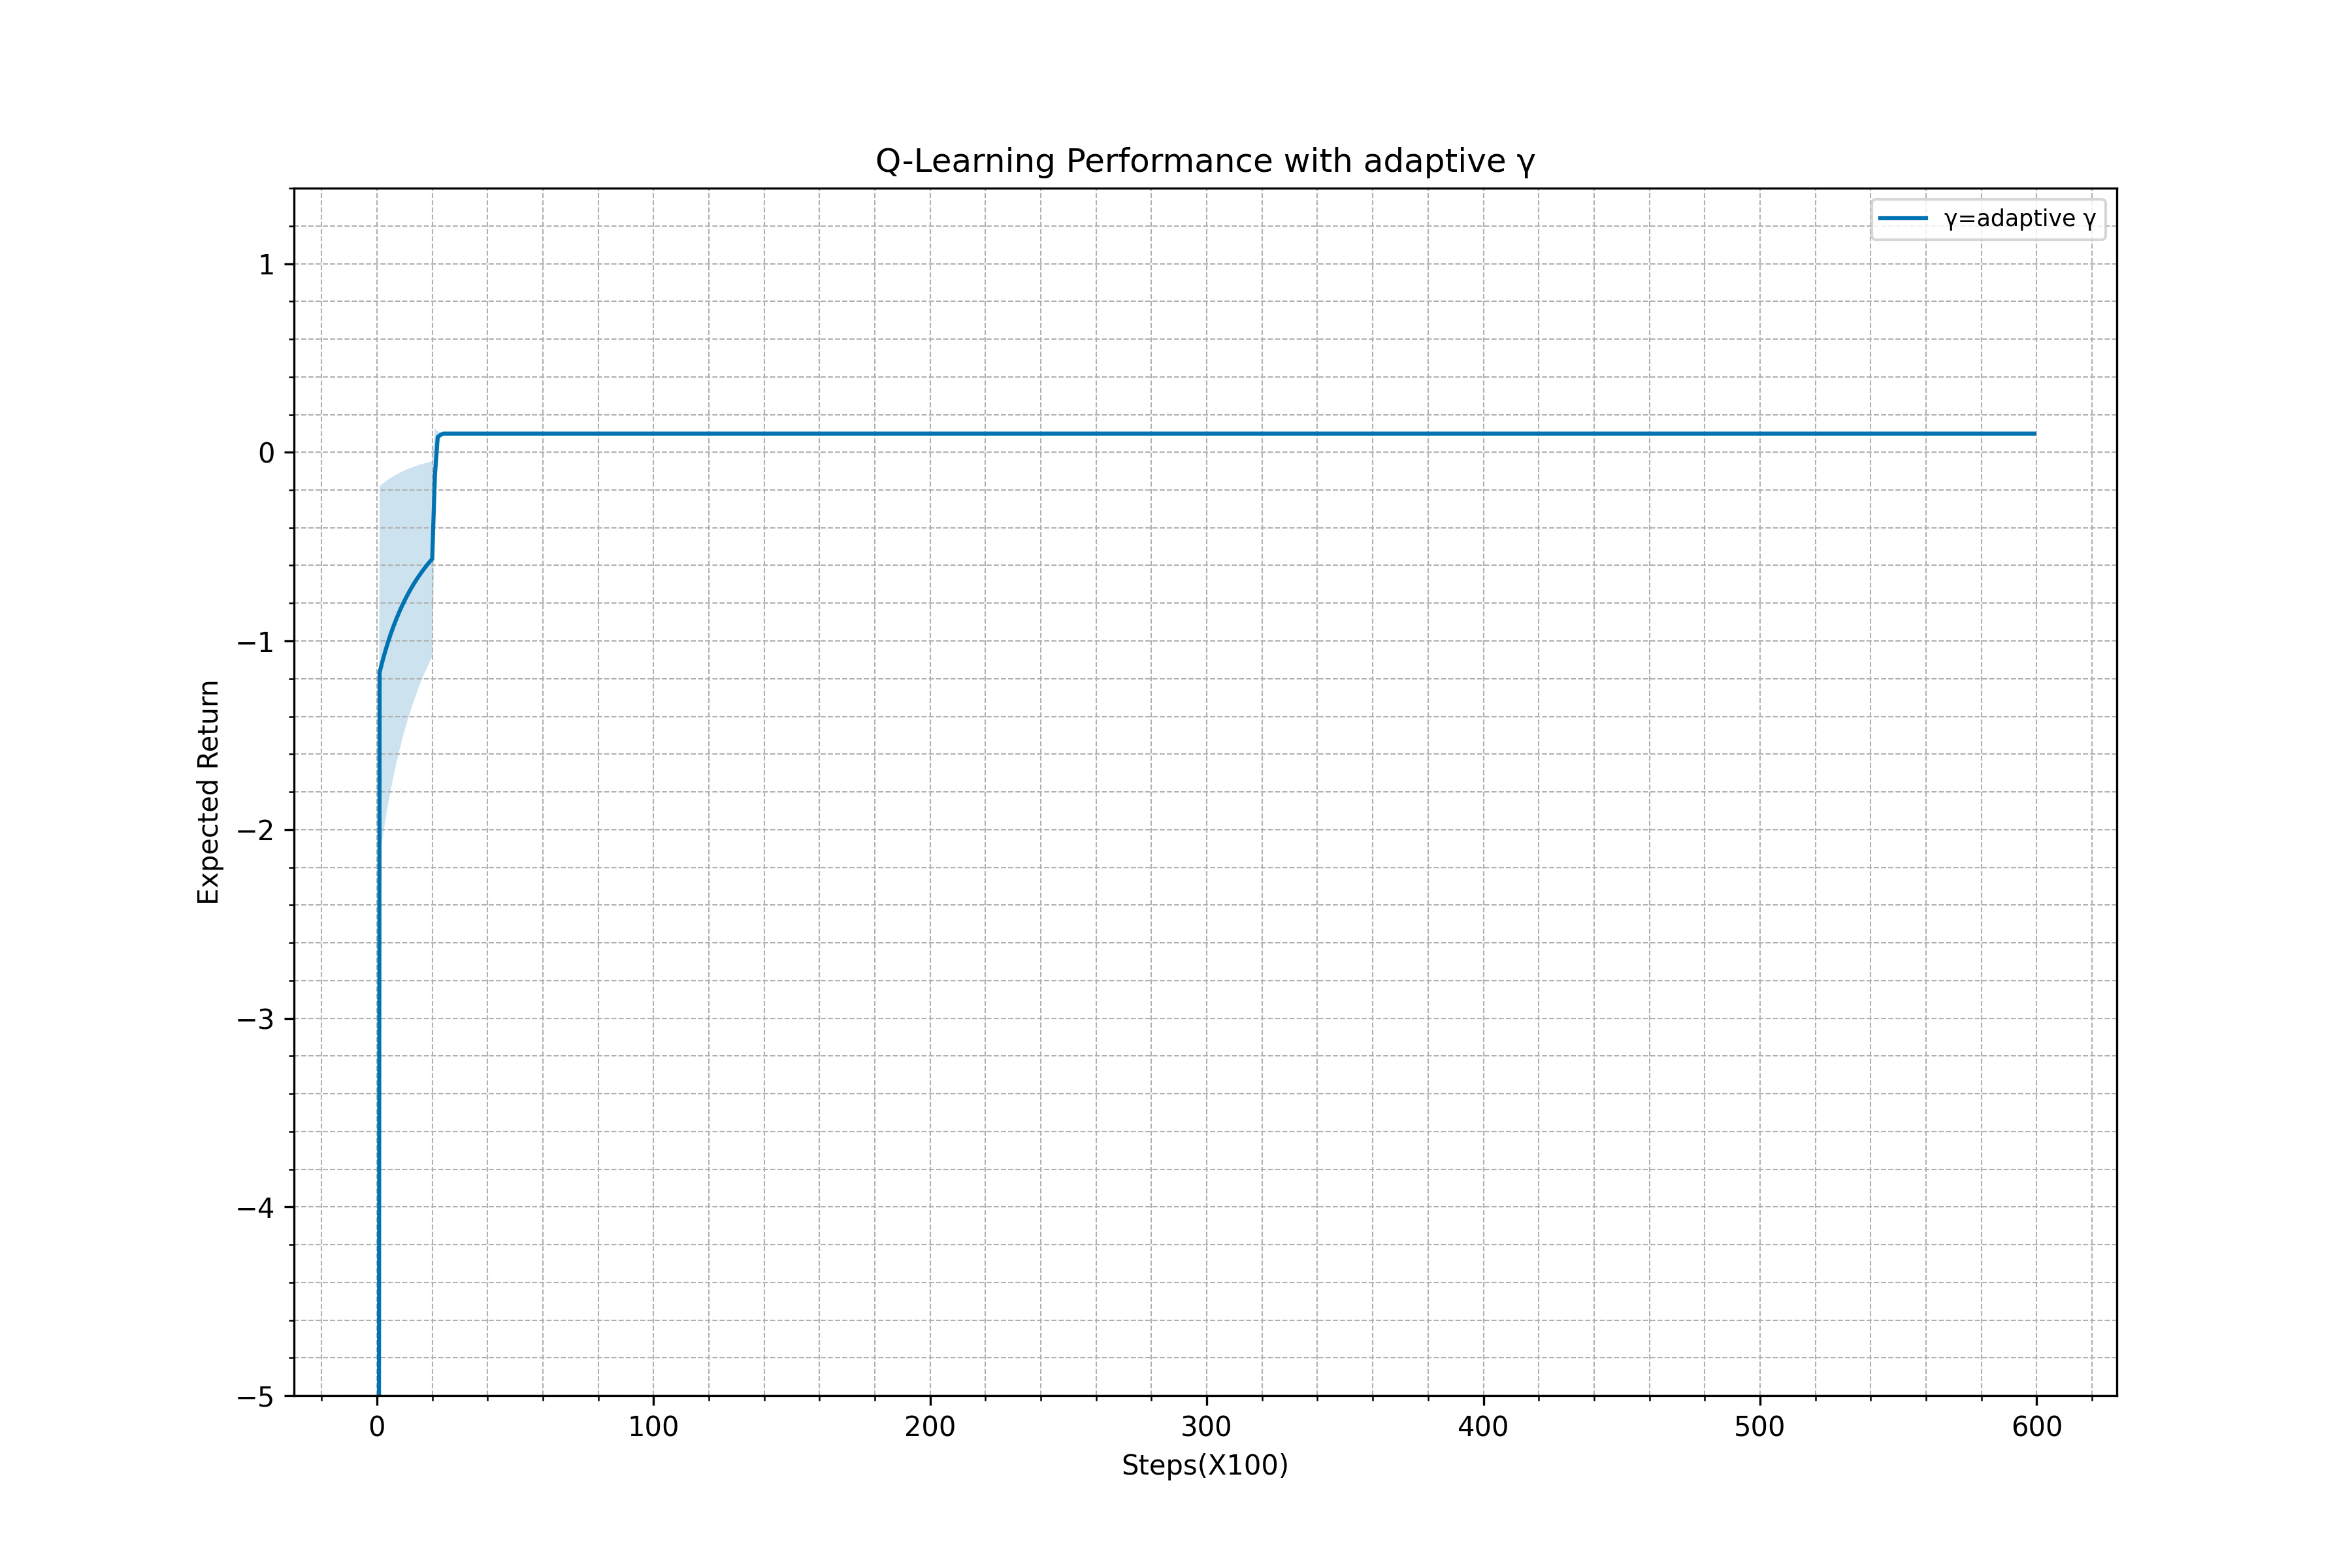 Q-Learning Performance with adaptive γ
γ=adaptive γ
1
0
−1
−2
−3
−4
−5
Expected Return
0 100 200 300 400 500 600
Steps(X100)